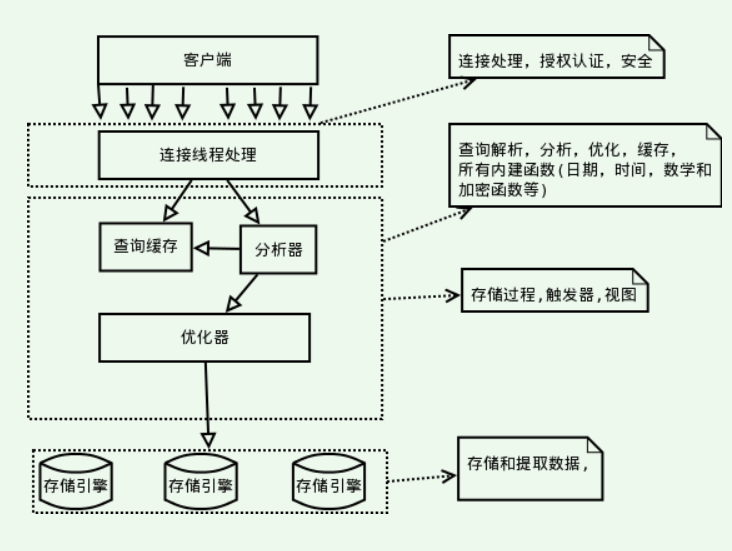 客户端
连接处理，授权认证，安全
连接线程处理
查询解析，分析，优化，缓存，
所有内建函数(日期，时间，数学和
加密函数等)
查询缓存
分析器
存储过程,触发器,视图
优化器
存储和提取数据,
存储引擎
存储引擎
存储引擎